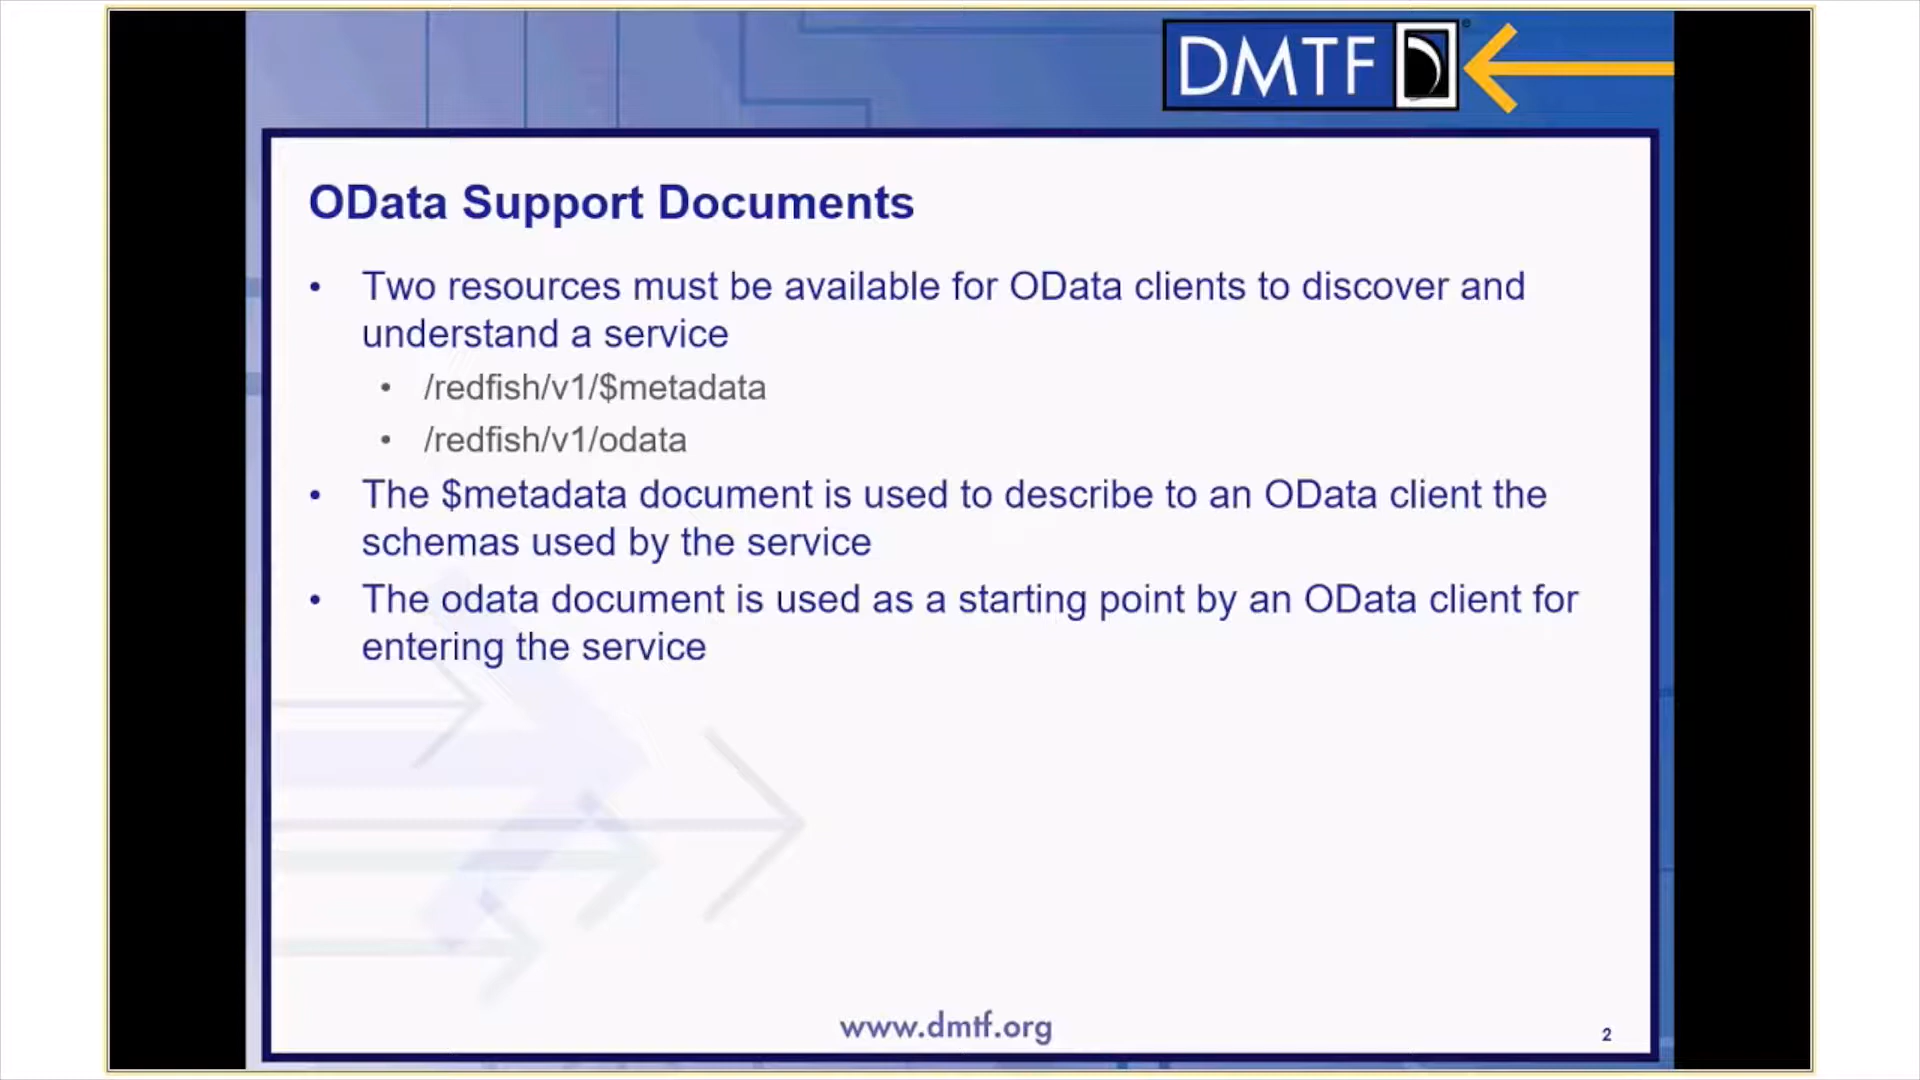 DMTF
OData Support Documents
• Two resources must be available for OData clients to discover and
understand a service
• /redfish/v1/$metadata
• /redfish/v1/odata
• The $metadata document is used to describe to an OData client the
schemas used by the service
• The odata document is used as a starting point by an OData client for
entering the service
www.dmtf.org
2